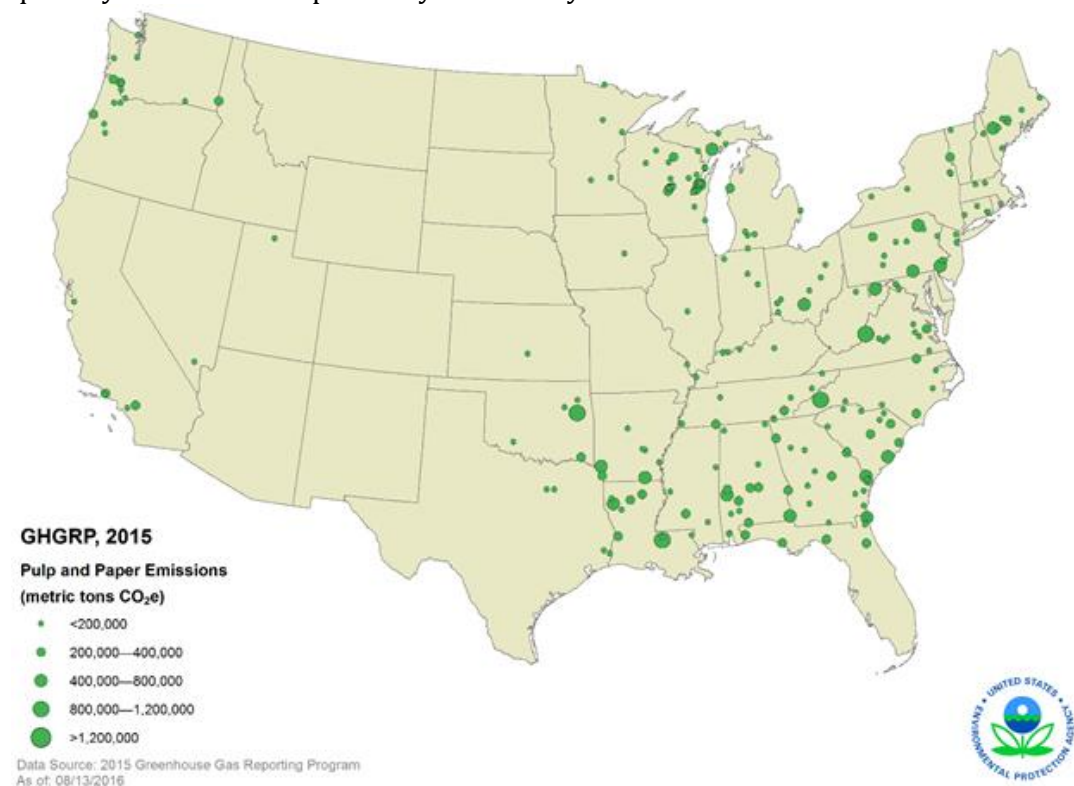 GHGRP, 2015
Pulp and Paper Emissions
(metric tons CO₂e)
<200,000
200,000—400,000
400,000—800,000
800,000—1,200,000
>1,200,000
Data Source: 2015 Greenhouse Gas Reporting Program
As of: 08/13/2016
UNITED STATES
ENVIRONMENTAL PROTECTION AGENCY